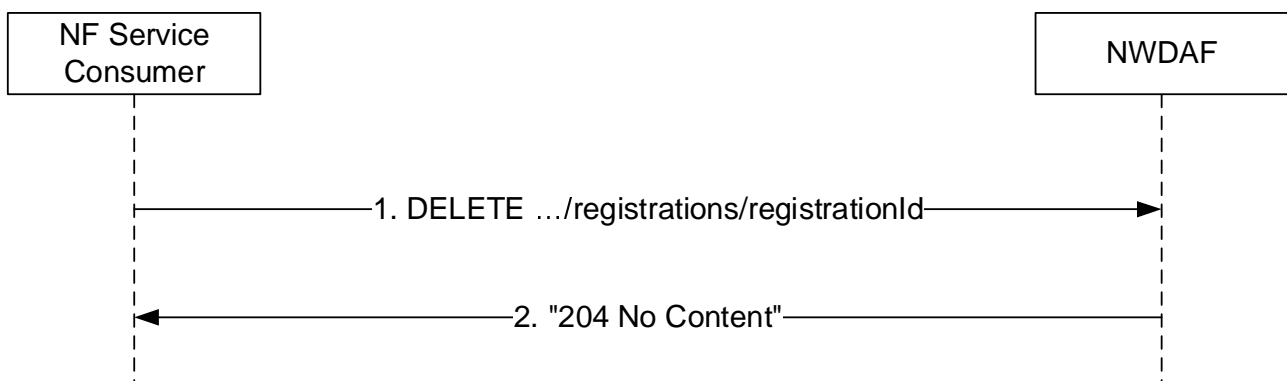 NF Service
Consumer
NWDAF
1. DELETE …/registrations/registrationId
2. "204 No Content"